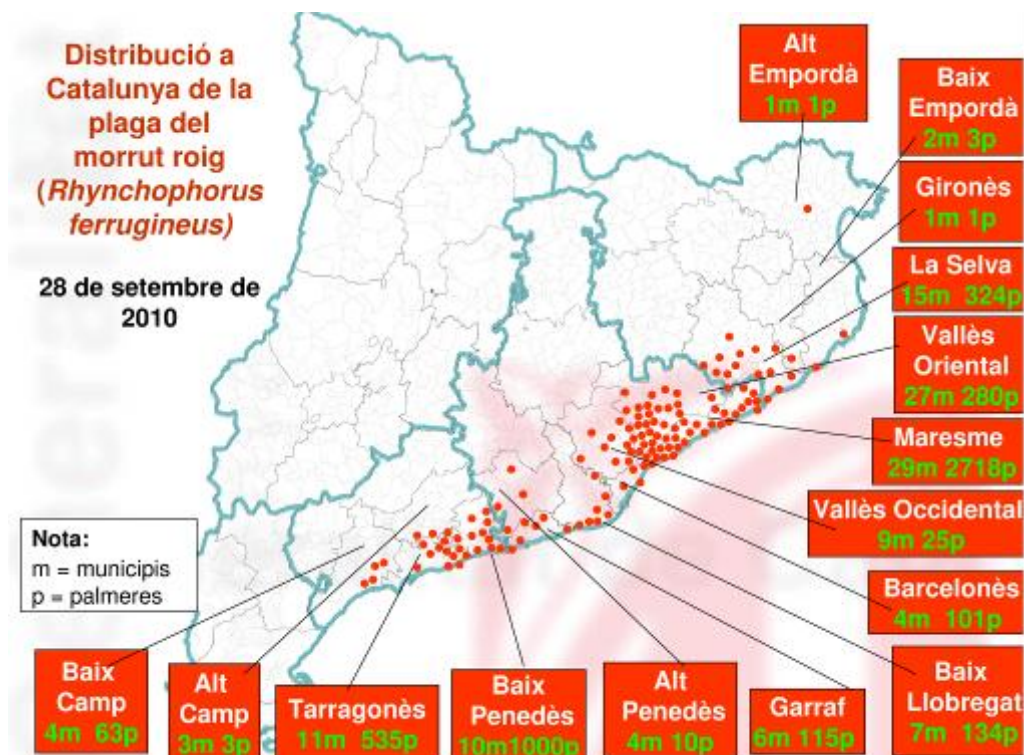 Distribució a
Catalunya de la
plaga del
morrut roig
(Rhynchophorus
ferrugineus)
28 de setembre de
2010
Alt
Empordà
1m 1p
Baix
Empordà
2m 3p
Gironès
1m 1p
La Selva
15m 324p
Vallès
Oriental
27m 280p
Maresme
29m 2718p
Vallès Occidental
9m 25p
Barcelonès
4m 101p
Baix
Llobregat
7m 134p
Nota:
m = municipis
p = palmeres
Baix
Camp
4m 63p
Alt
Camp
3m 3p
Tarragonès
11m 535p
Baix
Penedès
10m1000p
Alt
Penedès
4m 10p
Garraf
6m 115p